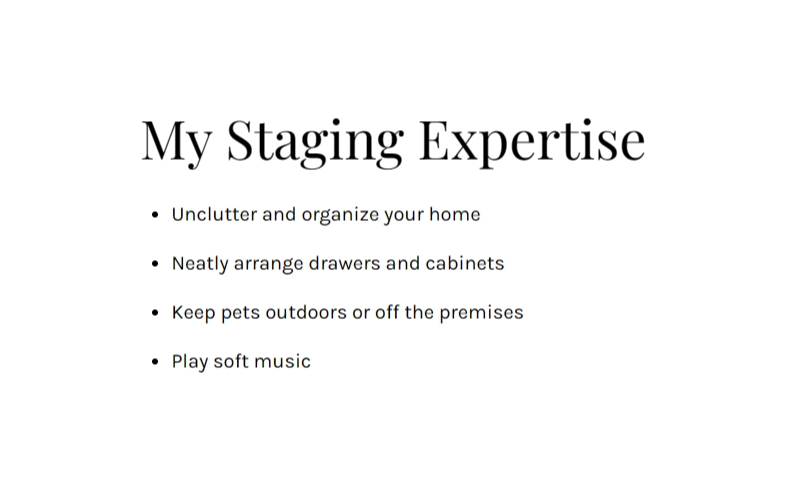 My Staging Expertise
• Unclutter and organize your home
• Neatly arrange drawers and cabinets
• Keep pets outdoors or off the premises
• Play soft music